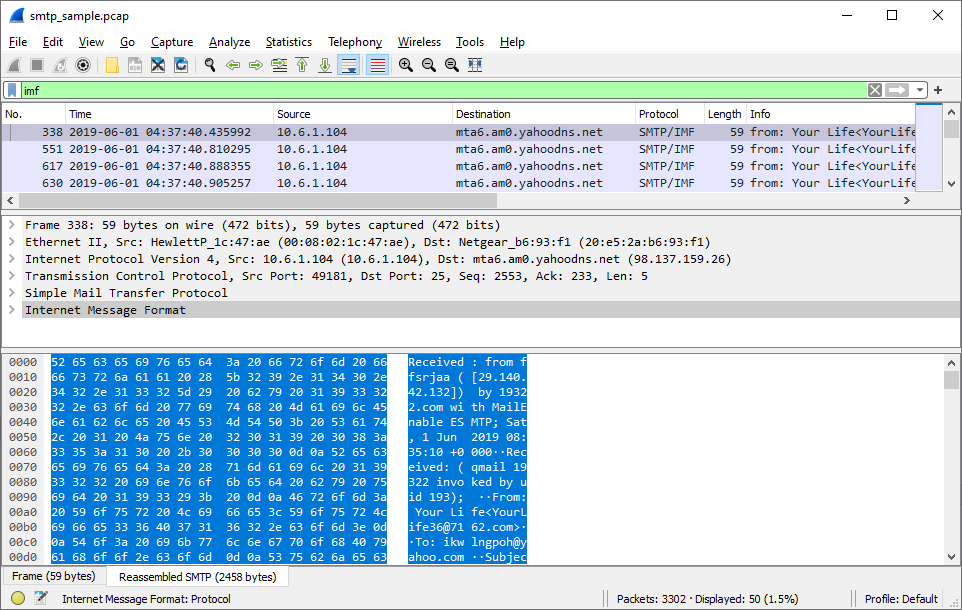 smtp_sample.pcap
File Edit View Go Capture Analyze Statistics Telephony Wireless Tools Help
imf
No. Time Source Destination Protocol Length Info
338 2019-06-01 04:37:40.435992 10.6.1.104 mta6.am0.yahoodns.net SMTP/IMF 59 from: Your Life<YourLife
551 2019-06-01 04:37:40.810295 10.6.1.104 mta6.am0.yahoodns.net SMTP/IMF 59 from: Your Life<YourLife
617 2019-06-01 04:37:40.888355 10.6.1.104 mta6.am0.yahoodns.net SMTP/IMF 59 from: Your Life<YourLife
630 2019-06-01 04:37:40.905257 10.6.1.104 mta6.am0.yahoodns.net SMTP/IMF 59 from: Your Life<YourLife
Frame 338: 59 bytes on wire (472 bits), 59 bytes captured (472 bits)
Ethernet II, Src: HewlettP_1c:47:ae (00:08:02:1c:47:ae), Dst: Netgear_b6:93:f1 (20:e5:2a:b6:93:f1)
Internet Protocol Version 4, Src: 10.6.1.104 (10.6.1.104), Dst: mta6.am0.yahoodns.net (98.137.159.26)
Transmission Control Protocol, Src Port: 49181, Dst Port: 25, Seq: 2553, Ack: 233, Len: 5
Simple Mail Transfer Protocol
Internet Message Format
0000 52 65 63 65 69 76 65 64 3a 20 66 72 6f 6d 20 66 Received : from f
0010 66 73 72 6a 61 61 20 28 5b 32 39 2e 31 34 30 2e fsrjaa ( [29.140.
0020 34 32 2e 31 33 32 5d 29 20 62 79 20 31 39 33 32 42.132])  by 1932
0030 32 2e 63 6f 6d 20 77 69 74 68 20 4d 61 69 6c 45 2.com wi th MailE
0040 6e 61 62 6c 65 20 45 53 4d 54 50 3b 20 53 61 74 nable ES MTP; Sat
0050 2c 20 31 20 4a 75 6e 20 32 30 31 39 20 30 38 3a , 1 Jun  2019 08:
0060 33 35 3a 31 30 20 2b 30 30 30 30 0d 0a 52 65 63 35:10 +0 000··Rec
0070 65 69 76 65 64 3a 20 28 71 6d 61 69 6c 20 31 39 eived: ( qmail 19
0080 33 32 32 20 69 6e 76 6f 6b 65 64 20 62 79 20 75 322 invo ked by u
0090 69 64 20 31 39 33 29 3b 20 0d 0a 46 72 6f 6d 3a id 193);  ··From:
00a0 20 59 6f 75 72 20 4c 69 66 65 3c 59 6f 75 72 4c Your Li fe<YourL
00b0 69 66 65 33 36 40 37 31 36 32 2e 63 6f 6d 3e 0d ife36@71 62.com>·
00c0 0a 54 6f 3a 20 69 6b 77 6c 6e 67 70 6f 68 40 79 ·To: ikw lngpoh@y
00d0 61 68 6f 6f 2e 63 6f 6d 0d 0a 53 75 62 6a 65 63 ahoo.com ··Subjec
Frame (59 bytes) Reassembled SMTP (2458 bytes)
Internet Message Format: Protocol Packets: 3302 · Displayed: 50 (1.5%) Profile: Default